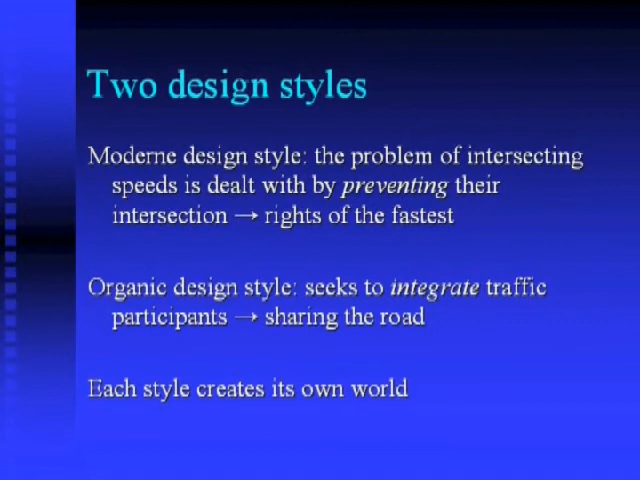 Two design styles
Moderne design style: the problem of intersecting
speeds is dealt with by preventing their
intersection → rights of the fastest
Organic design style: seeks to integrate traffic
participants → sharing the road
Each style creates its own world